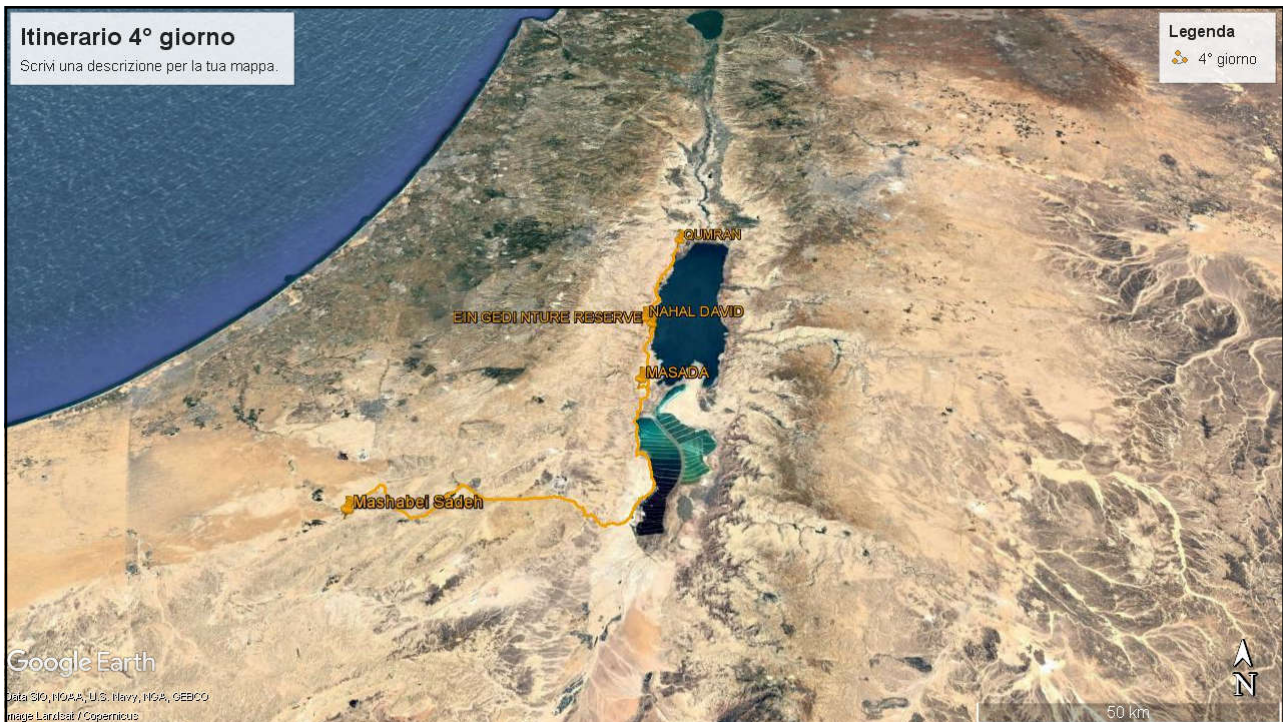 Itinerario 4° giorno
Scrivi una descrizione per la tua mappa.
Legenda
4° giorno
QUMRAN
EIN GEDI NTURE RESERVE
NAHAL DAVID
MASADA
Mashabei Sadeh
Google Earth
Data SIO, NOAA, U.S. Navy, NGA, GEBCO
Image Landsat / Copernicus
N
50 km